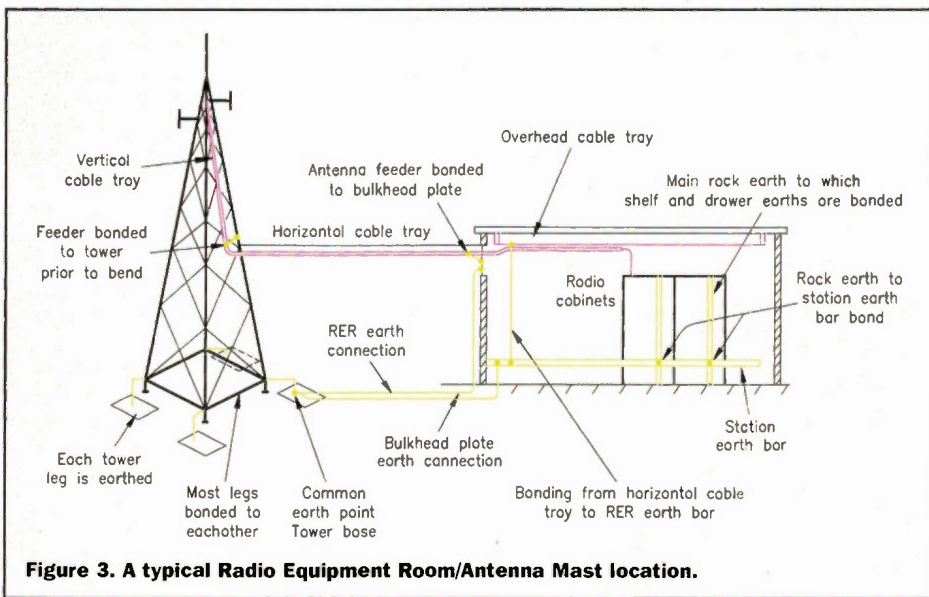 Vertical
cable tray
Feeder bonded
to tower
prior to bend
Antenna feeder bonded
to bulkhead plate
Horizontal cable tray
Overhead cable tray
Main rack earth to which
shelf and drawer earths are bonded
Radio
cabinets
Rack earth to
station earth
bar bond
RER earth
connection
Bulkhead plate
earth connection
Station
earth bar
Each tower
leg is earthed
Mast legs
bonded to
eachother
Common
earth point
Tower base
Bonding from horizontal cable
tray to RER earth bar
Figure 3. A typical Radio Equipment Room/Antenna Mast location.